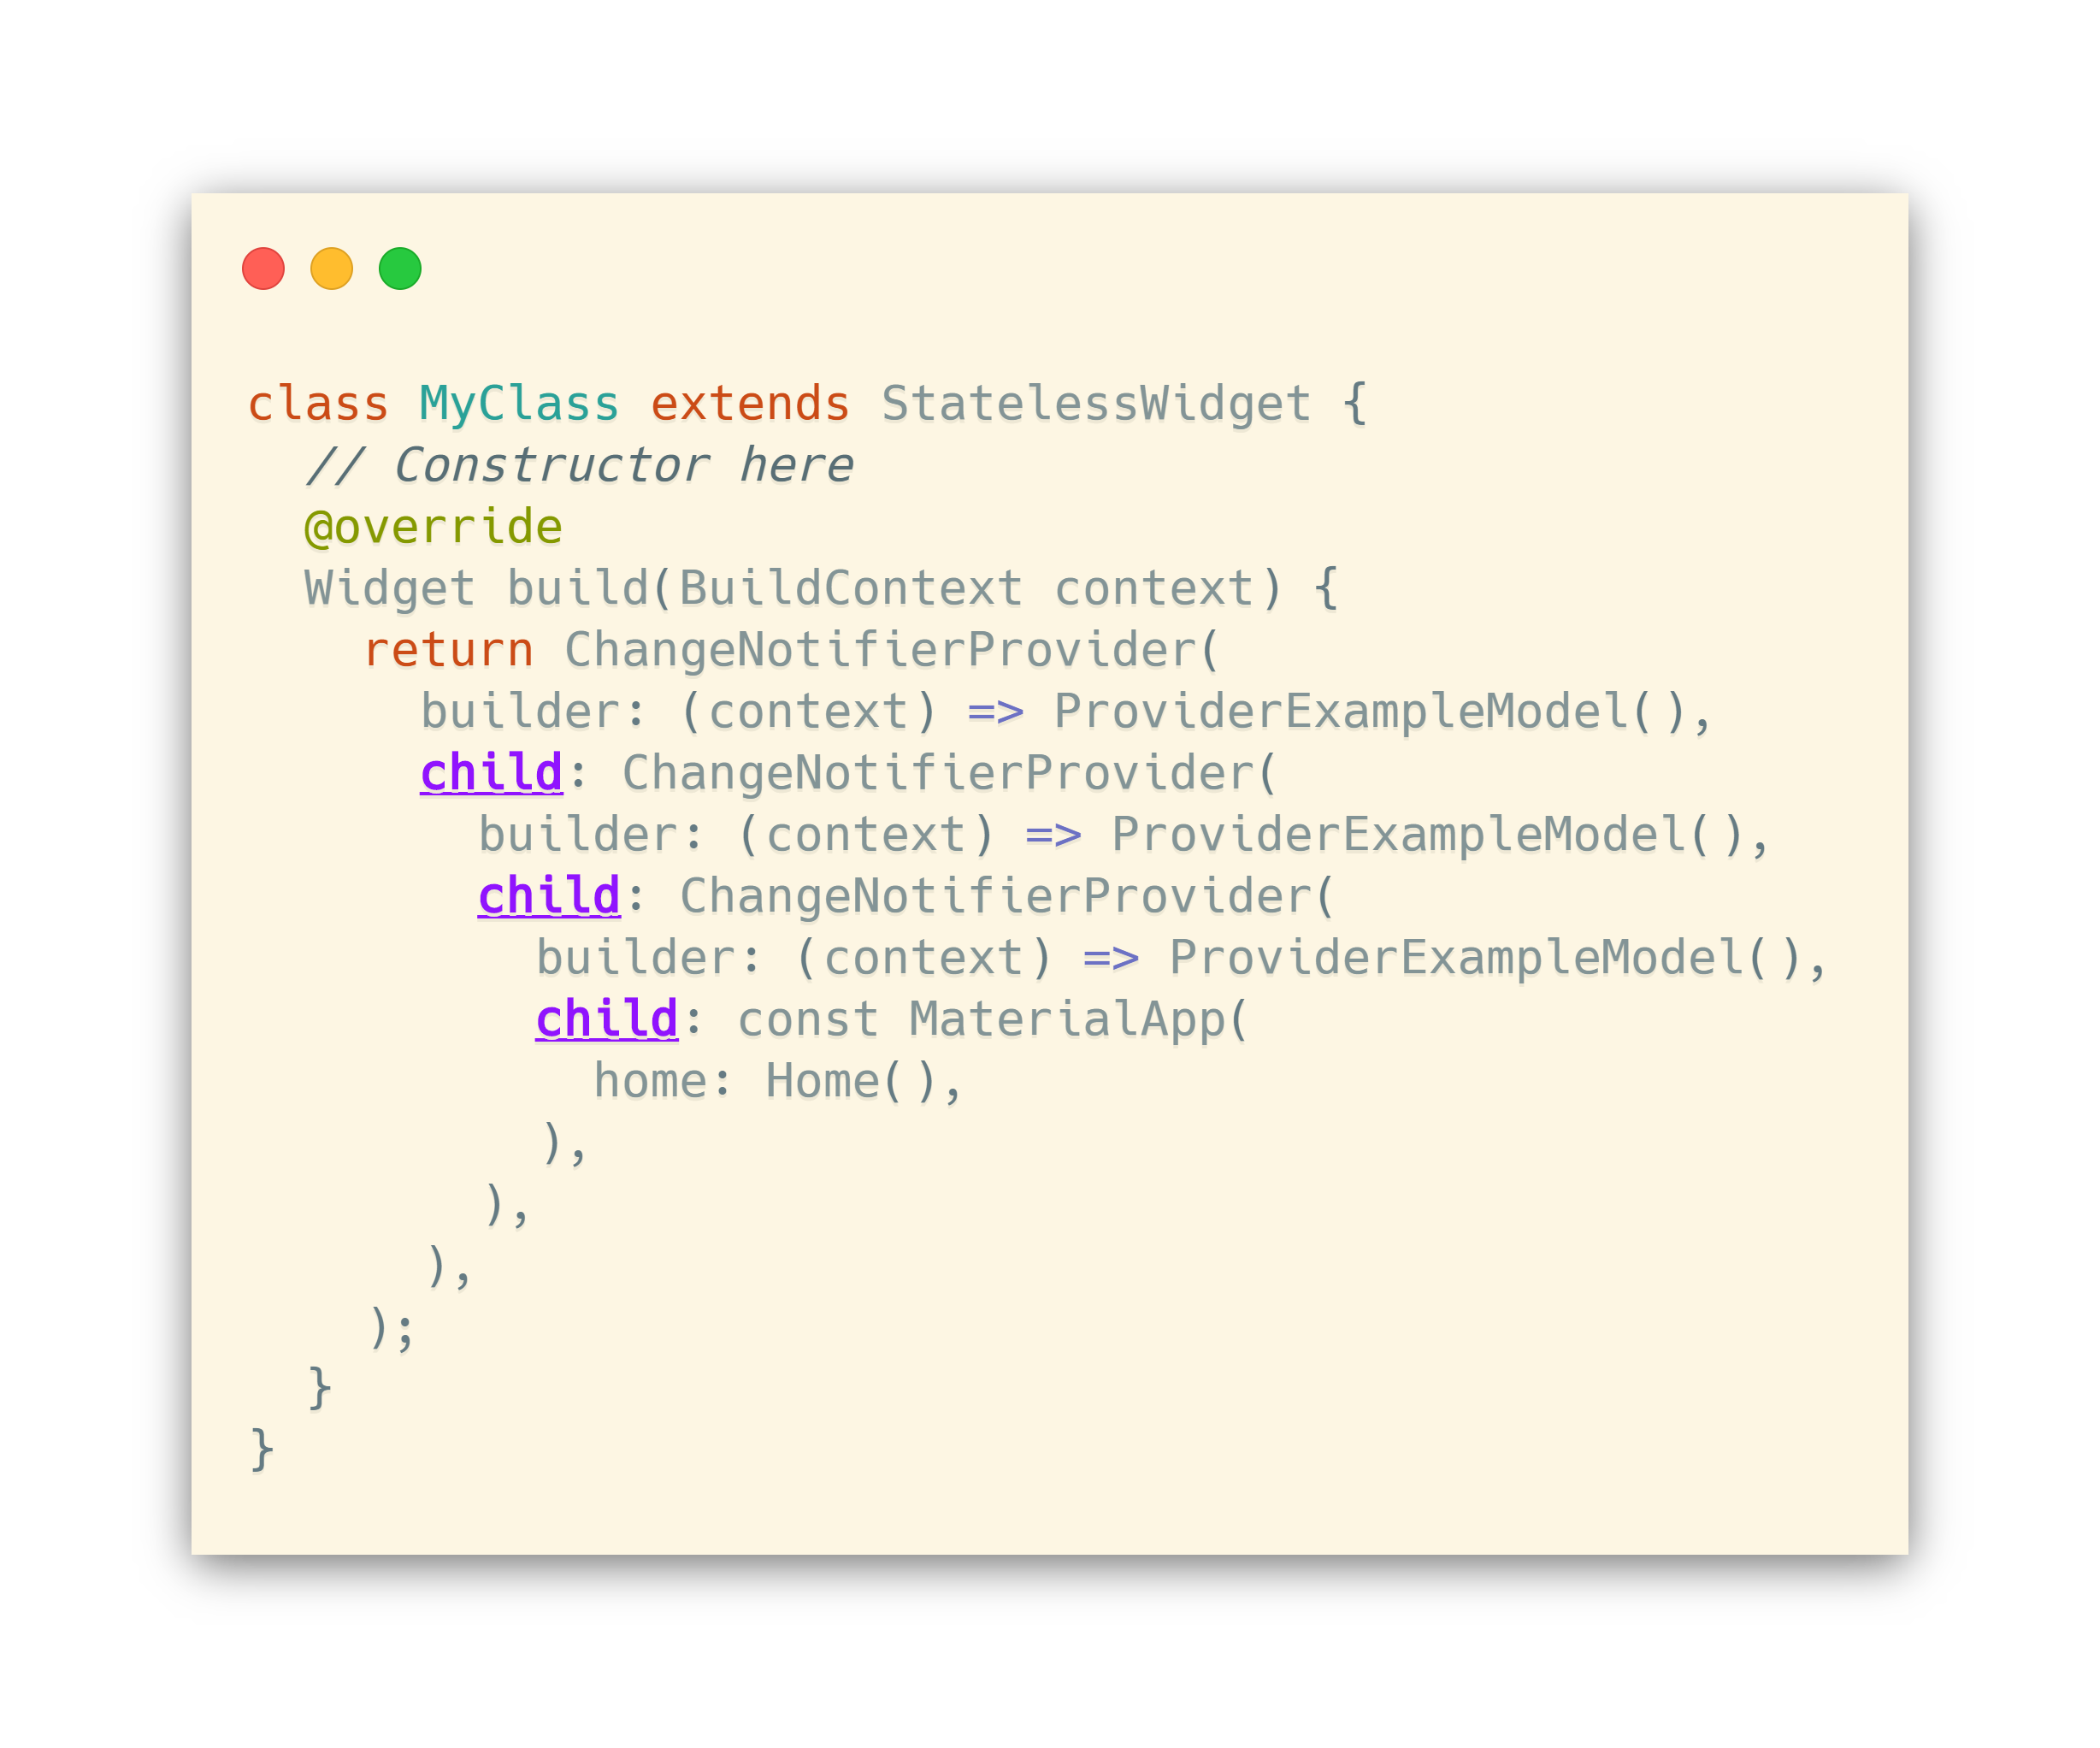 class MyClass extends StatelessWidget {
  // Constructor here
  @override
  Widget build(BuildContext context) {
    return ChangeNotifierProvider(
      builder: (context) => ProviderExampleModel(),
      child: ChangeNotifierProvider(
        builder: (context) => ProviderExampleModel(),
        child: ChangeNotifierProvider(
          builder: (context) => ProviderExampleModel(),
          child: const MaterialApp(
            home: Home(),
          ),
        ),
      ),
    );
  }
}